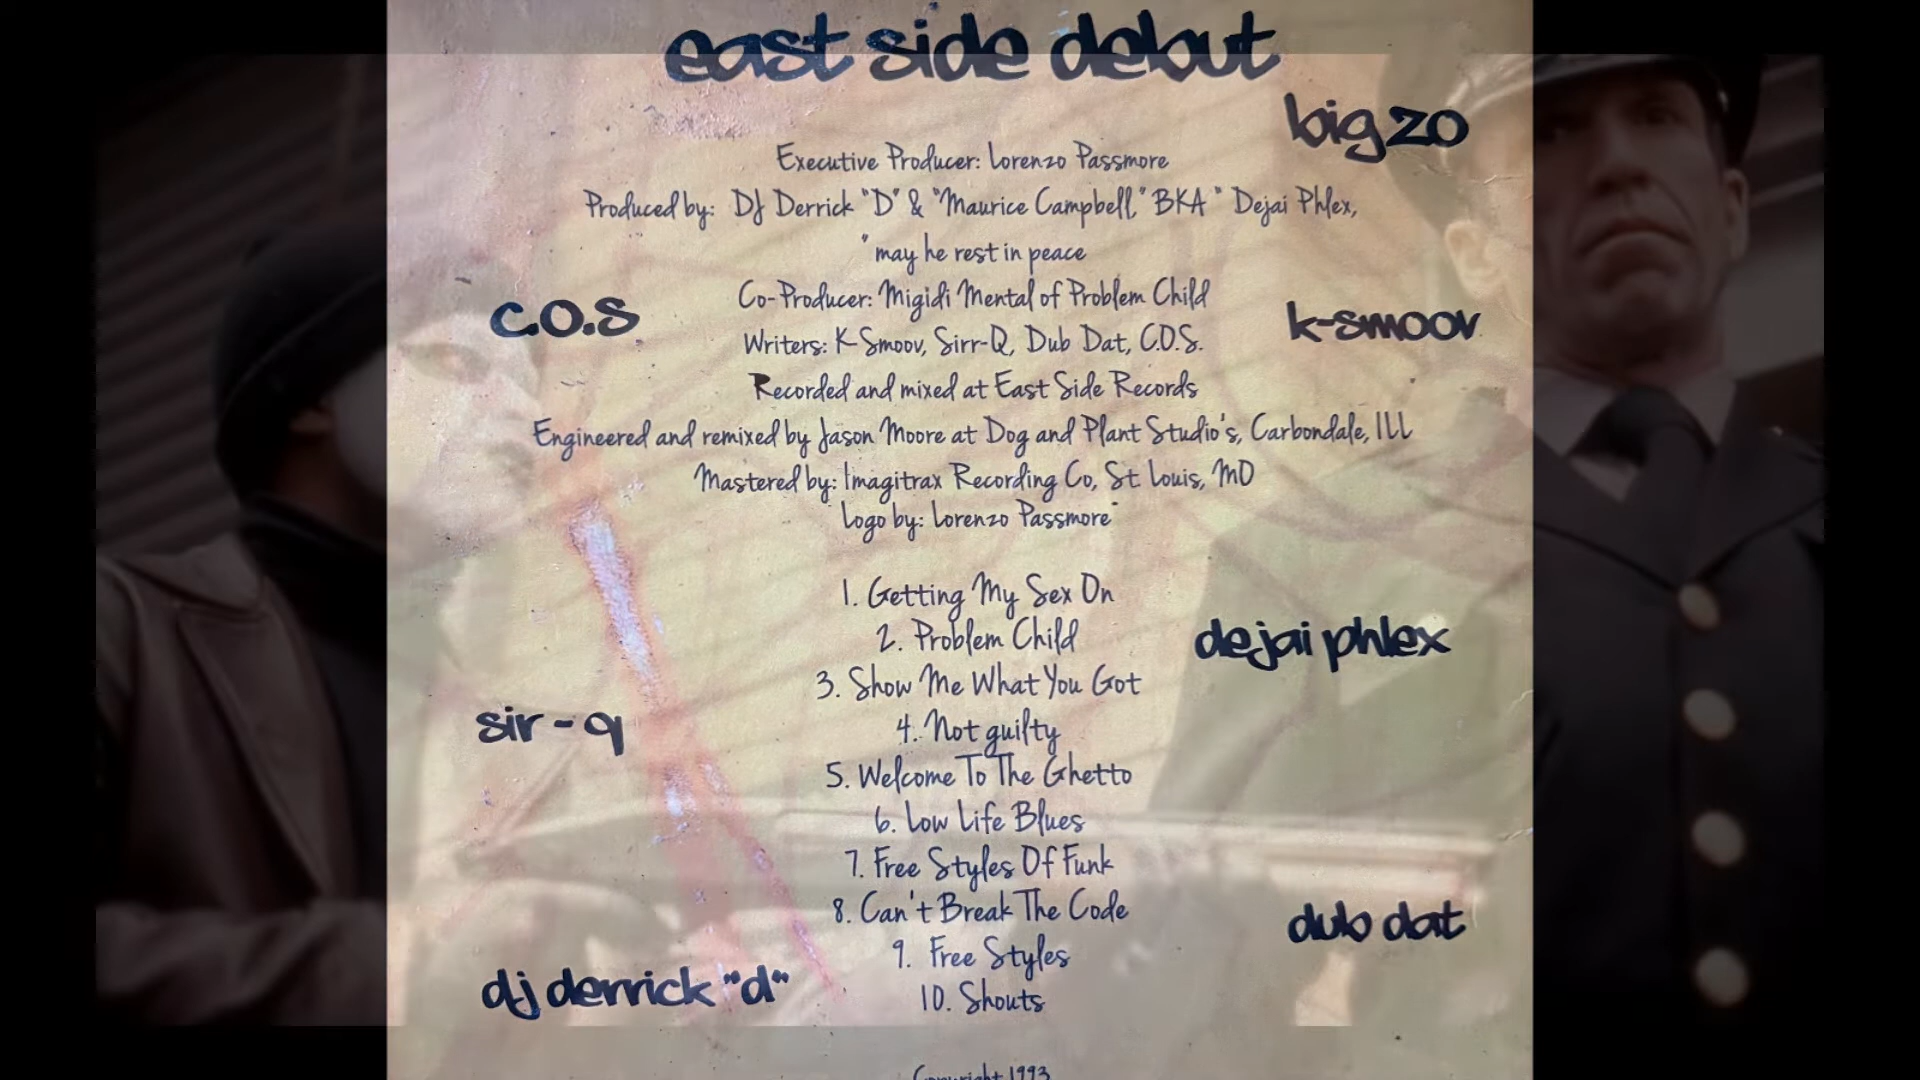 east side debut
big zo
Executive Producer: Lorenzo Passmore
Produced by: DJ Derrick "D" & "Maurice Campbell" BKA " Dejai Phlex,
"may he rest in peace
Co-Producer: Migidi Mental of Problem Child
c.o.s
k-smoov
Writers: K-Smoov, Sirr-Q, Dub Dat, C.O.S.
Recorded and mixed at East Side Records
Engineered and remixed by Jason Moore at Dog and Plant Studio's, Carbondale, ILL
Mastered by: Imagitrax Recording Co, St Louis, MO
Logo by: Lorenzo Passmore"
1. Getting My Sex On
2. Problem Child
dejai phlex
3. Show Me What You Got
4. Not guilty
sir-q
5. Welcome To The Ghetto
6. Low Life Blues
7. Free Styles Of Funk
8. Can't Break The Code
dub dat
9. Free Styles
dj derrick "d"
10. Shouts
Copyright 1993